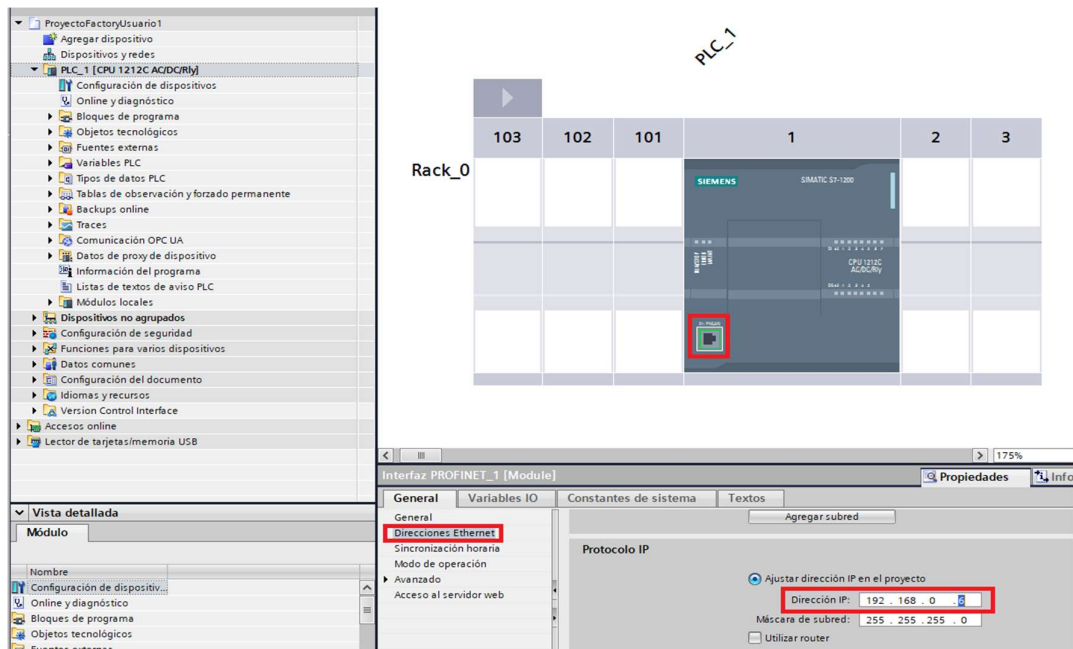 ProyectoFactoryUsuario1
Agregar dispositivo
Dispositivos y redes
PLC_1 [CPU 1212C AC/DC/Rly]
Configuración de dispositivos
Online y diagnóstico
Bloques de programa
Objetos tecnológicos
Fuentes externas
Variables PLC
Tipos de datos PLC
Tablas de observación y forzado permanente
Backups online
Traces
Comunicación OPC UA
Datos de proxy de dispositivo
Información del programa
Listas de textos de aviso PLC
Módulos locales
Dispositivos no agrupados
Configuración de seguridad
Funciones para varios dispositivos
Datos comunes
Configuración del documento
Idiomas y recursos
Version Control Interface
Accesos online
Lector de tarjetas/memoria USB
Vista detallada
Módulo
Nombre
Configuración de dispositiv...
Online y diagnóstico
Bloques de programa
Objetos tecnológicos
Fuentes externas
PLC_1
103 102 101 1 2 3
Rack_0
SIEMENS SIMATIC S7-1200
CPU 1212C
AC/DC/Rly
175%
Interfaz PROFINET_1 [Module]
Propiedades Info
General Variables IO Constantes de sistema Textos
General
Direcciones Ethernet
Sincronización horaria
Modo de operación
Avanzado
Acceso al servidor web
Agregar subred
Protocolo IP
Ajustar dirección IP en el proyecto
Dirección IP: 192 . 168 . 0 . 6
Máscara de subred: 255 . 255 . 255 . 0
Utilizar router